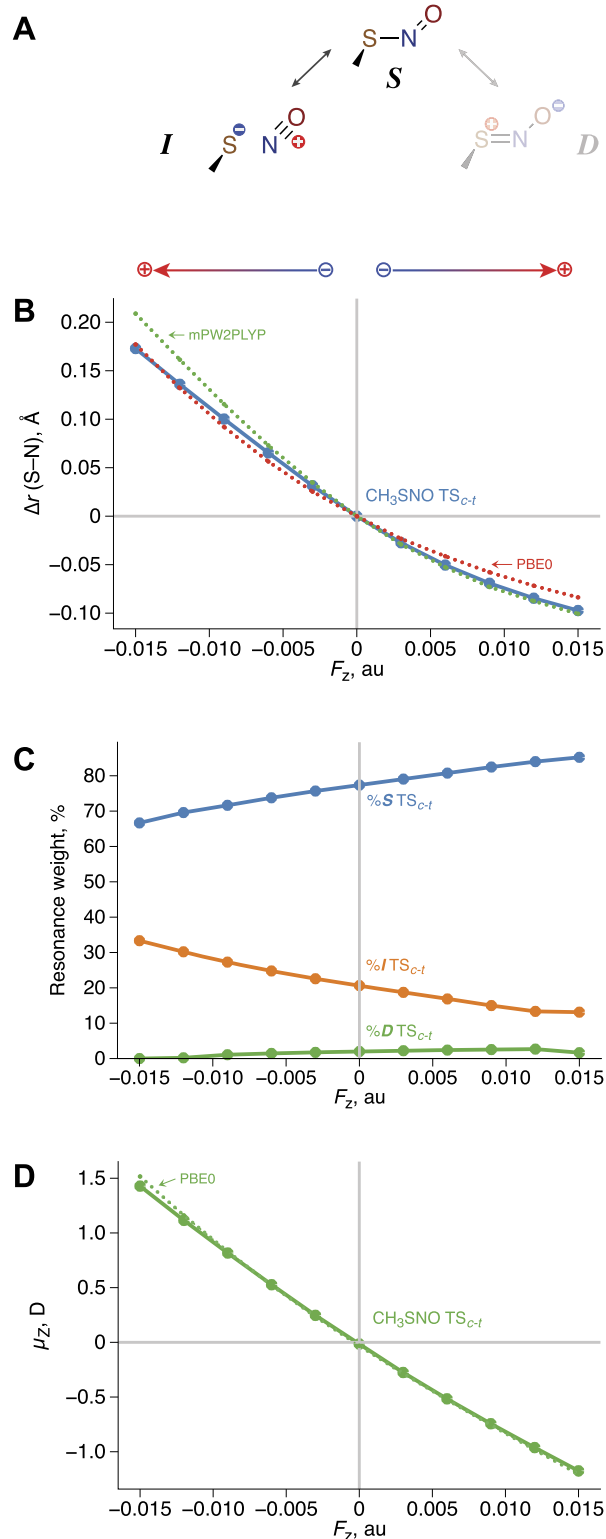 A
S
N
O
S
I
S
⊖
N
O
⊕
S
⊕
N
O
⊖
D
⊕ ⊖ ⊖ ⊕
B
0.20
0.15
0.10
0.05
0
−0.05
−0.10
Δr (S–N), Å
mPW2PLYP
CH3SNO TSc-t
PBE0
−0.015 −0.010 −0.005 0 0.005 0.010 0.015
Fz, au
C
80
70
60
50
40
30
20
10
0
Resonance weight, %
%S TSc-t
%I TSc-t
%D TSc-t
−0.015 −0.010 −0.005 0 0.005 0.010 0.015
Fz, au
D
1.5
1.0
0.5
0
−0.5
−1.0
μZ, D
PBE0
CH3SNO TSc-t
−0.015 −0.010 −0.005 0 0.005 0.010 0.015
Fz, au